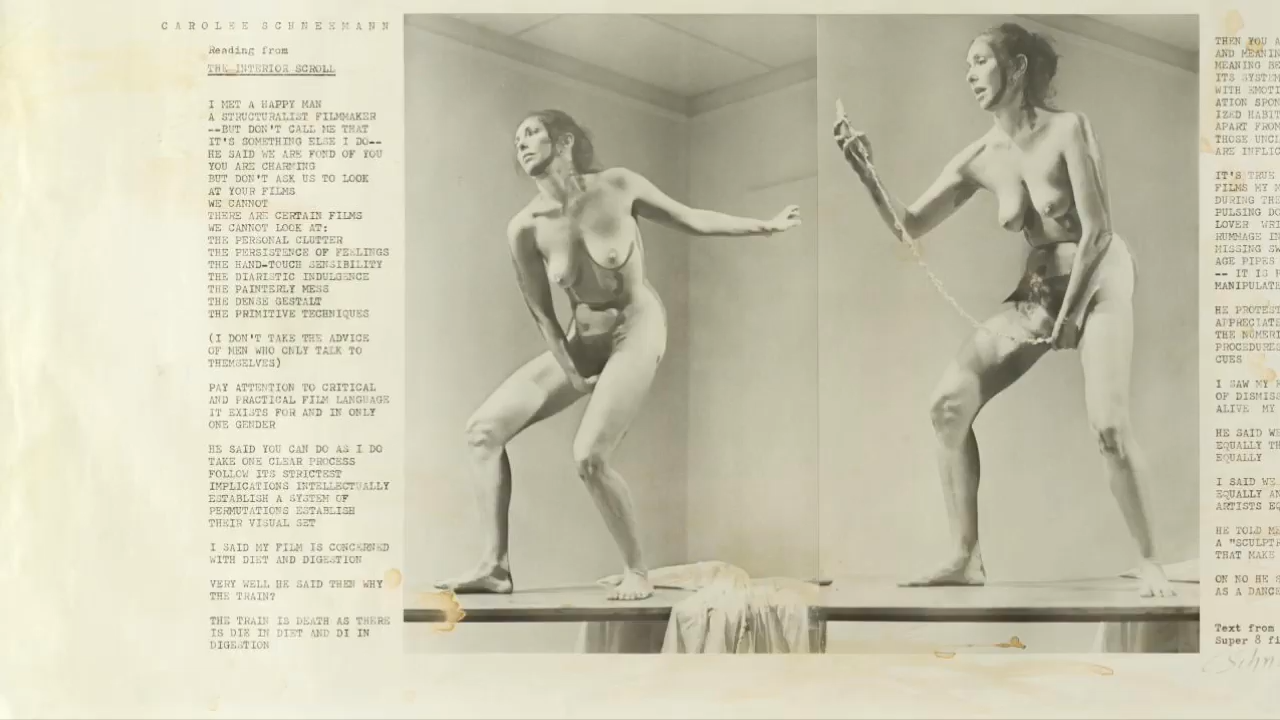 CAROLEE SCHNEEMANN
Reading from
THE INTERIOR SCROLL
I MET A HAPPY MAN
A STRUCTURALIST FILMMAKER
--BUT DON'T CALL ME THAT
IT'S SOMETHING ELSE I DO--
HE SAID WE ARE FOND OF YOU
YOU ARE CHARMING
BUT DON'T ASK US TO LOOK
AT YOUR FILMS
WE CANNOT
THERE ARE CERTAIN FILMS
WE CANNOT LOOK AT:
THE PERSONAL CLUTTER
THE PERSISTENCE OF FEELINGS
THE HAND-TOUCH SENSIBILITY
THE DIARISTIC INDULGENCE
THE PAINTERLY MESS
THE DENSE GESTALT
THE PRIMITIVE TECHNIQUES
(I DON'T TAKE THE ADVICE
OF MEN WHO ONLY TALK TO
THEMSELVES)
PAY ATTENTION TO CRITICAL
AND PRACTICAL FILM LANGUAGE
IT EXISTS FOR AND IN ONLY
ONE GENDER
HE SAID YOU CAN DO AS I DO
TAKE ONE CLEAR PROCESS
FOLLOW ITS STRICTEST
IMPLICATIONS INTELLECTUALLY
ESTABLISH A SYSTEM OF
PERMUTATIONS ESTABLISH
THEIR VISUAL SET
I SAID MY FILM IS CONCERNED
WITH DIET AND DIGESTION
VERY WELL HE SAID THEN WHY
THE TRAIN?
THE TRAIN IS DEATH AS THERE
IS DIE IN DIET AND DI IN
DIGESTION
THEN YOU A
AND MEANIN
MEANING BE
ITS SYSTEM
WITH EMOTI
ATION SPON
IZED HABIT
APART FROM
THOSE UNCL
ARE INFLIC
IT'S TRUE
FILMS MY
DURING THE
PULSING DO
LOVER WRI
RUMMAGE IN
MISSING SW
AGE PIPES
-- IT IS
MANIPULATE
HE PROTEST
APPRECIATE
THE NUMERI
PROCEDURES
CUES
I SAW MY
OF DISMISS
ALIVE MY
HE SAID WE
EQUALLY TH
EQUALLY
I SAID WE
EQUALLY AN
ARTISTS EQ
HE TOLD ME
A "SCULPTR
THAT MAKE
ON NO HE S
AS A DANCE
Text from
Super 8 fi